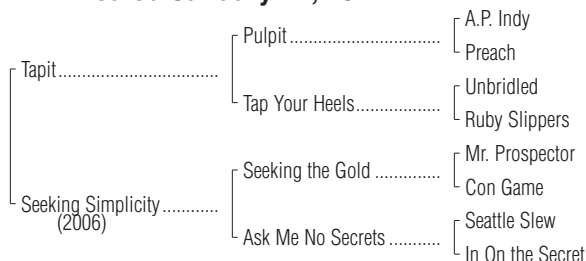 A.P. Indy
Pulpit
Preach
Tapit
Unbridled
Tap Your Heels
Ruby Slippers
Mr. Prospector
Seeking the Gold
Con Game
Seeking Simplicity
(2006)
Seattle Slew
Ask Me No Secrets
In On the Secret